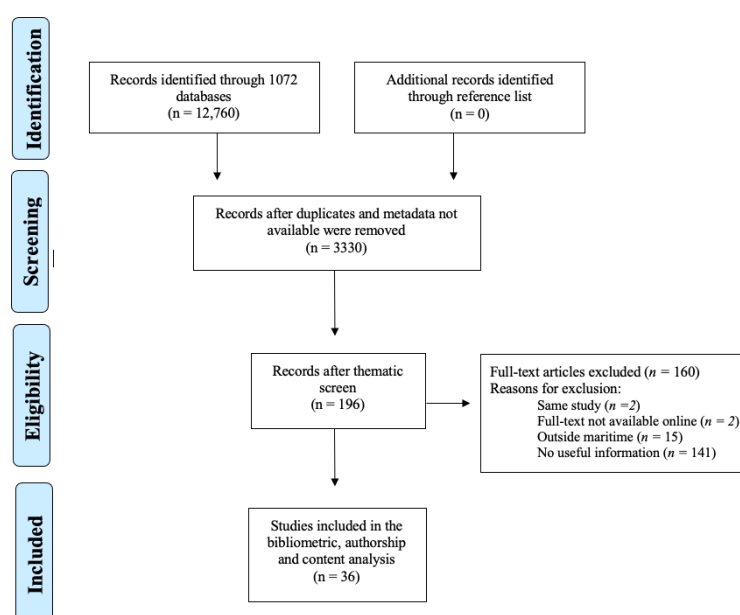 Identification
Records identified through 1072
databases
(n = 12,760)
Additional records identified
through reference list
(n = 0)
Screening
Records after duplicates and metadata not
available were removed
(n = 3330)
Eligibility
Records after thematic
screen
(n = 196)
Full-text articles excluded (n = 160)
Reasons for exclusion:
Same study (n =2)
Full-text not available online (n = 2)
Outside maritime (n = 15)
No useful information (n = 141)
Included
Studies included in the
bibliometric, authorship
and content analysis
(n = 36)